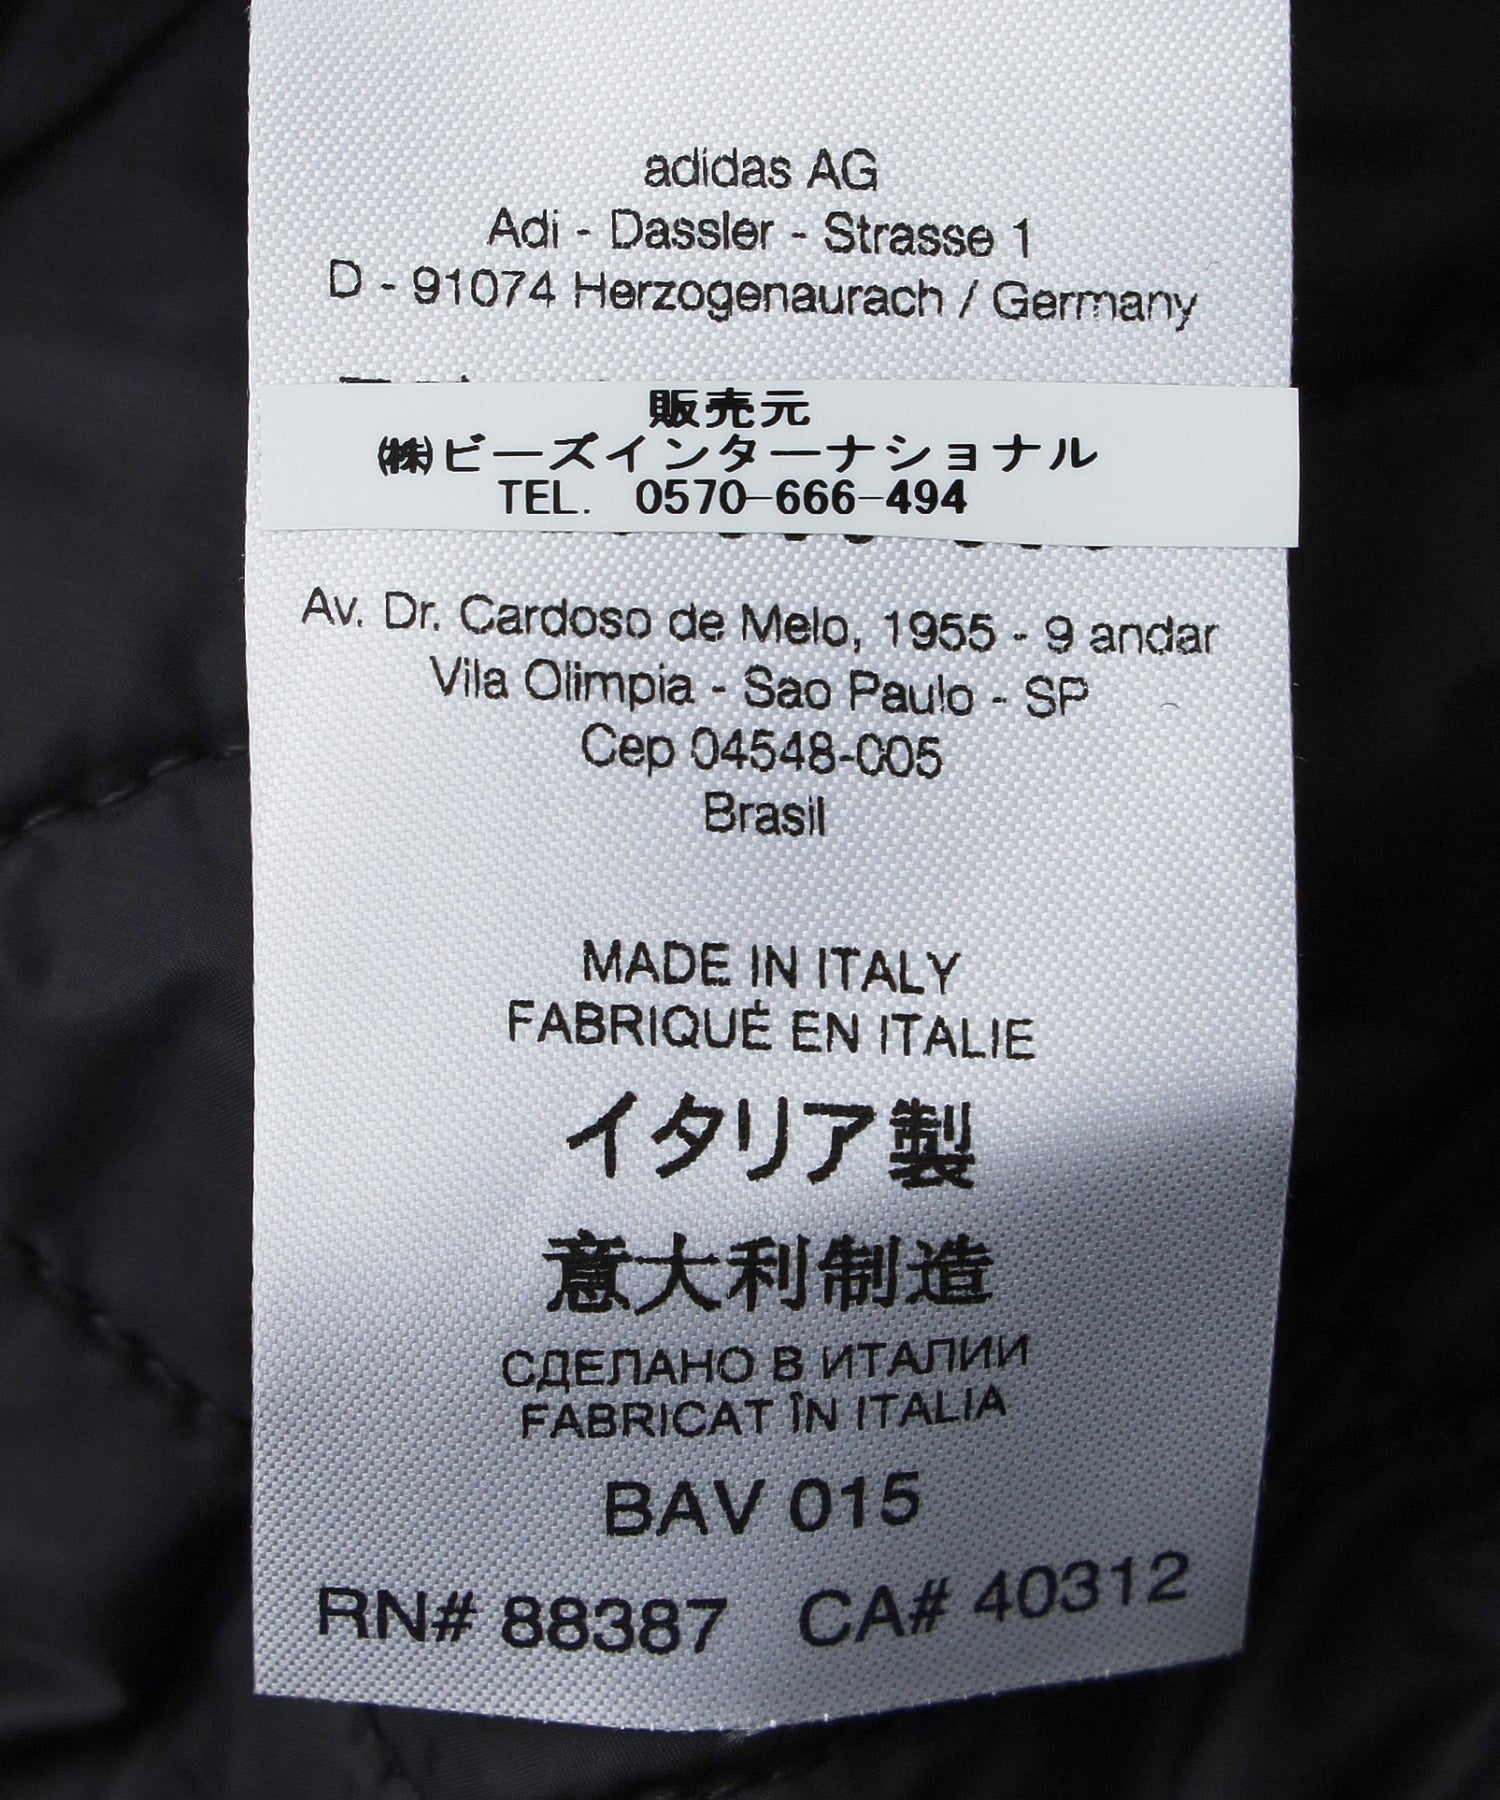 adidas AG
Adi - Dassler - Strasse 1
D - 91074 Herzogenaurach / Germany
販売元
㈱ビーズインターナショナル
TEL. 0570-666-494
Av. Dr. Cardoso de Melo, 1955 - 9 andar
Vila Olimpia - Sao Paulo - SP
Cep 04548-005
Brasil
MADE IN ITALY
FABRIQUÉ EN ITALIE
イタリア製
意大利制造
СДЕЛАНО В ИТАЛИИ
FABRICAT ÎN ITALIA
BAV 015
RN# 88387 CA# 40312